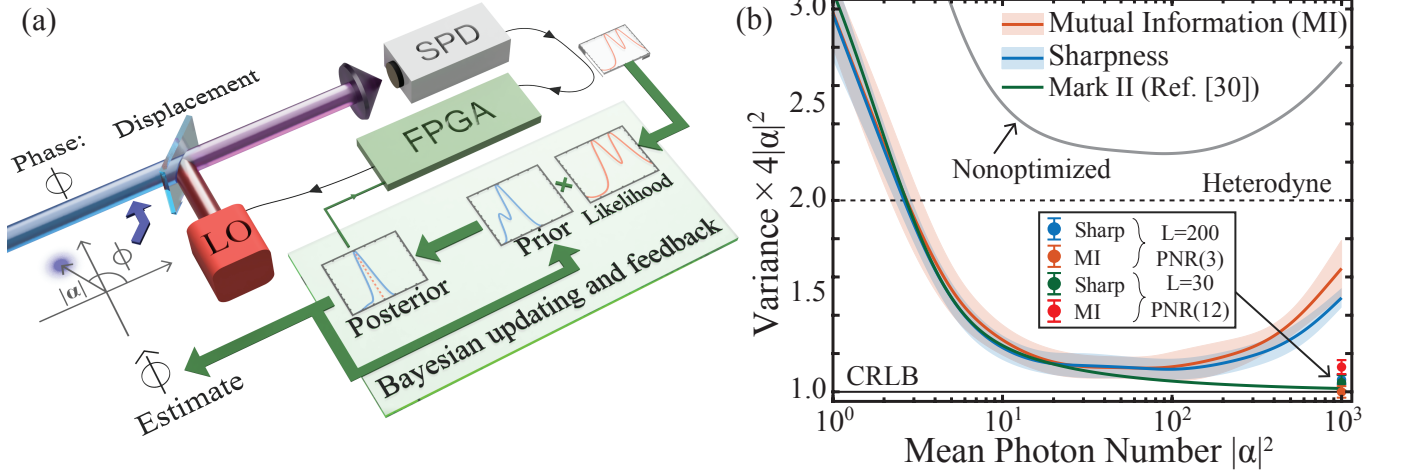 (a)
Phase:
Displacement
ϕ
SPD
FPGA
LO
ϕ
|α|
Prior
×
Likelihood
Posterior
Bayesian updating and feedback
ϕ̂
Estimate
(b)
Variance × 4|α|²
3.0
2.5
2.0
1.5
1.0
Mutual Information (MI)
Sharpness
Mark II (Ref. [30])
Nonoptimized
Heterodyne
Sharp
MI
L=200
PNR(3)
Sharp
MI
L=30
PNR(12)
CRLB
10⁰
10¹
10²
10³
Mean Photon Number |α|²